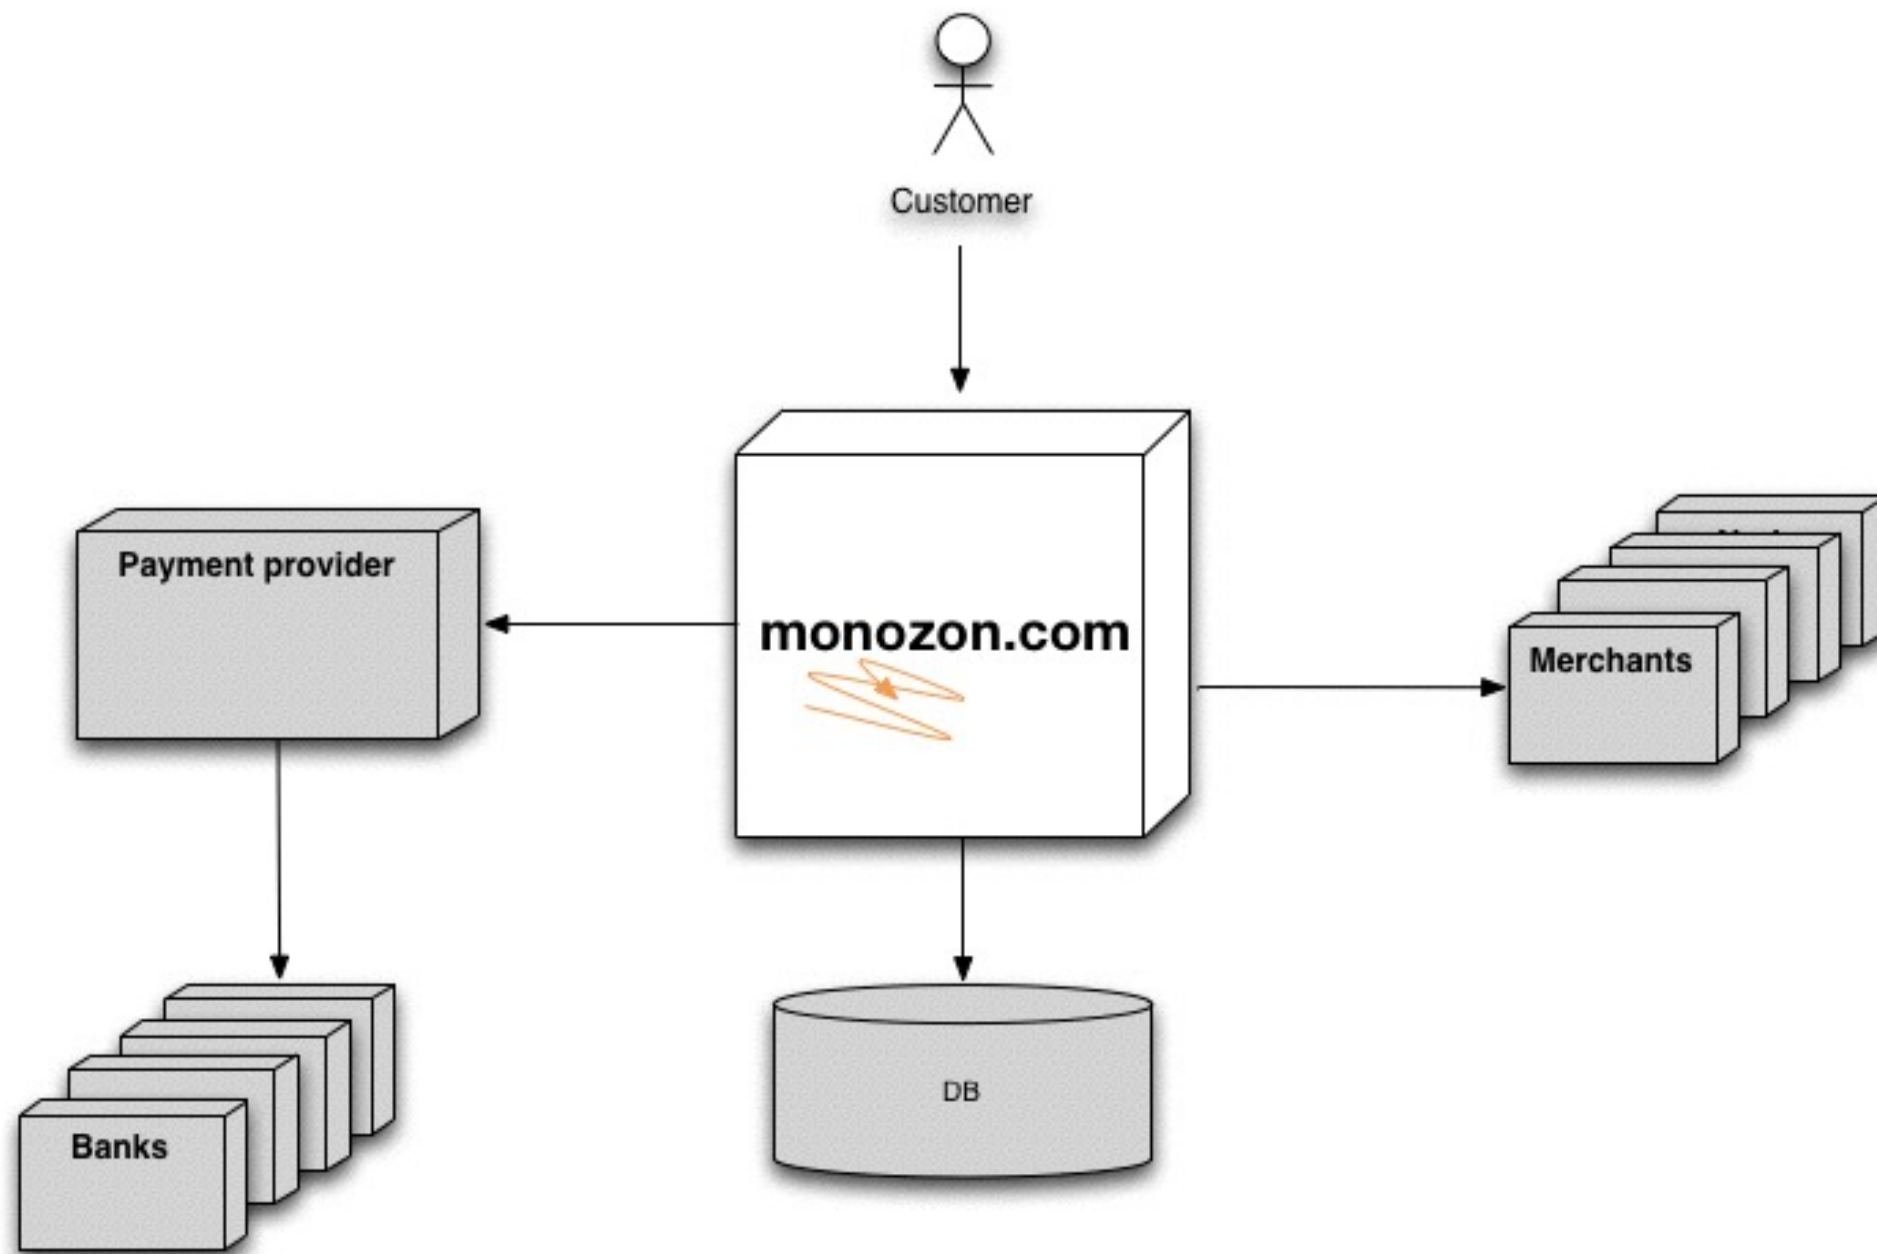 Customer
Payment provider
monozon.com
Merchants
DB
Banks